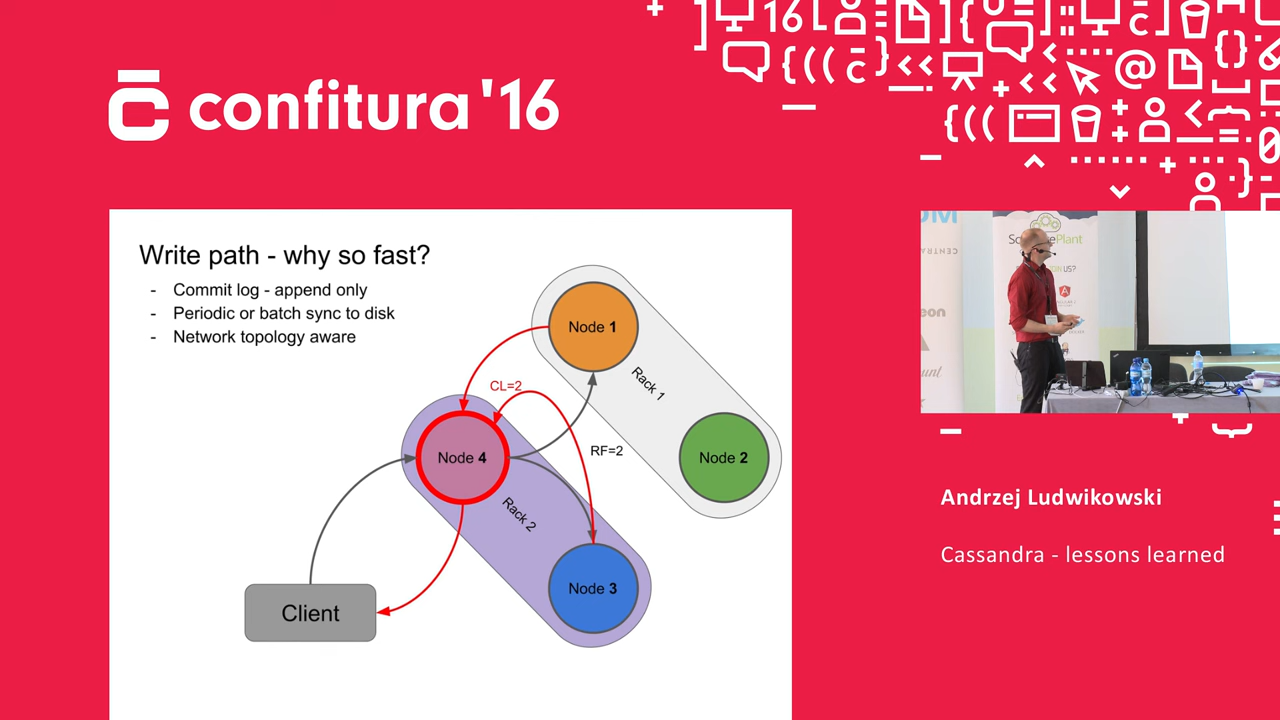 confitura '16
Write path - why so fast?
- Commit log - append only
- Periodic or batch sync to disk
- Network topology aware
Node 1
Rack 1
CL=2
RF=2
Node 4
Node 2
Rack 2
Node 3
Client
Andrzej Ludwikowski
Cassandra - lessons learned